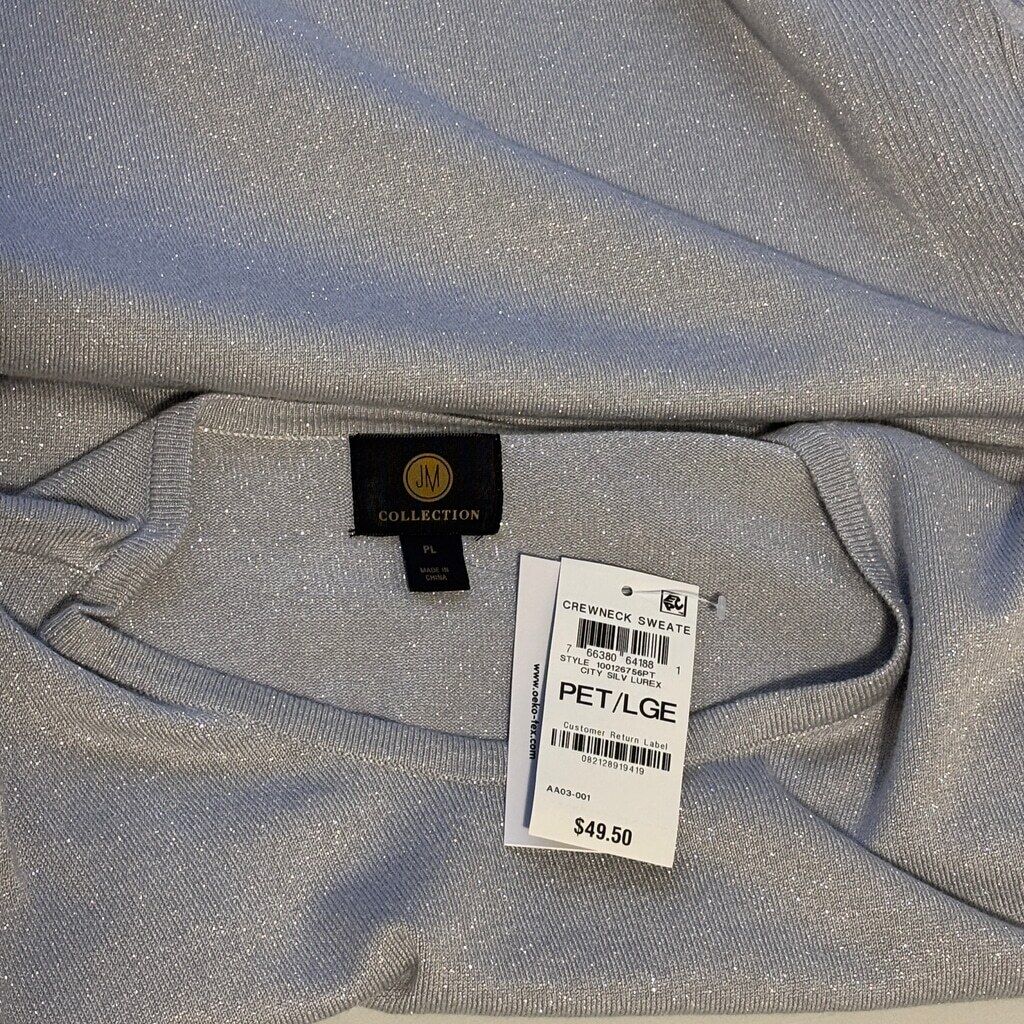 JM
COLLECTION
PL
MADE IN
CHINA
www.oeko-tex.com
CREWNECK SWEATE
7 66380 64188 1
STYLE 100126756PT
CITY SILV LUREX
PET/LGE
Customer Return Label
082128919419
AA03-001
$49.50